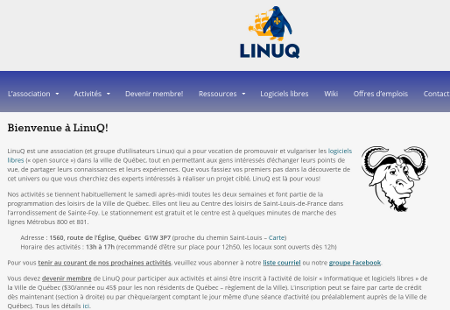 LINUQ
L'association Activités Devenir membre! Ressources Logiciels libres Wiki Offres d'emplois Contact
Bienvenue à LinuQ!
LinuQ est une association (et groupe d'utilisateurs Linux) qui a pour vocation de promouvoir et vulgariser les logiciels
libres (« open source ») dans la ville de Québec, tout en permettant aux gens intéressés d'échanger leurs points de
vue, de partager leurs connaissances et leurs expériences. Que vous fassiez vos premiers pas dans la découverte de
cet univers ou que vous cherchiez des experts intéressés à réaliser un projet ciblé, LinuQ est là pour vous!
Nos activités se tiennent habituellement le samedi après-midi toutes les deux semaines et font partie de la
programmation des loisirs de la Ville de Québec. Elles ont lieu au Centre des loisirs de Saint-Louis-de-France dans
l'arrondissement de Sainte-Foy. Le stationnement est gratuit et le centre est à quelques minutes de marche des
lignes Métrobus 800 et 801.
Adresse : 1560, route de l'Église, Québec G1W 3P7 (proche du chemin Saint-Louis – Carte)
Horaire des activités : 13h à 17h (recommandé d'être sur place pour 12h50, les locaux sont ouverts dès 12h)
Pour vous tenir au courant de nos prochaines activités, veuillez vous abonner à notre liste courriel ou notre groupe Facebook.
Vous devez devenir membre de LinuQ pour participer aux activités et ainsi être inscrit à l'activité de loisir « informatique et logiciels libres » de
la Ville de Québec ($30/année ou 45$ pour les non résidents de Québec – règlement de la Ville). L'inscription peut se faire par carte de crédit
dès maintenant (section à droite) ou par chèque/argent comptant le jour même d'une séance d'activité (ou préalablement auprès de la Ville de
Québec). Tous les détails ici.